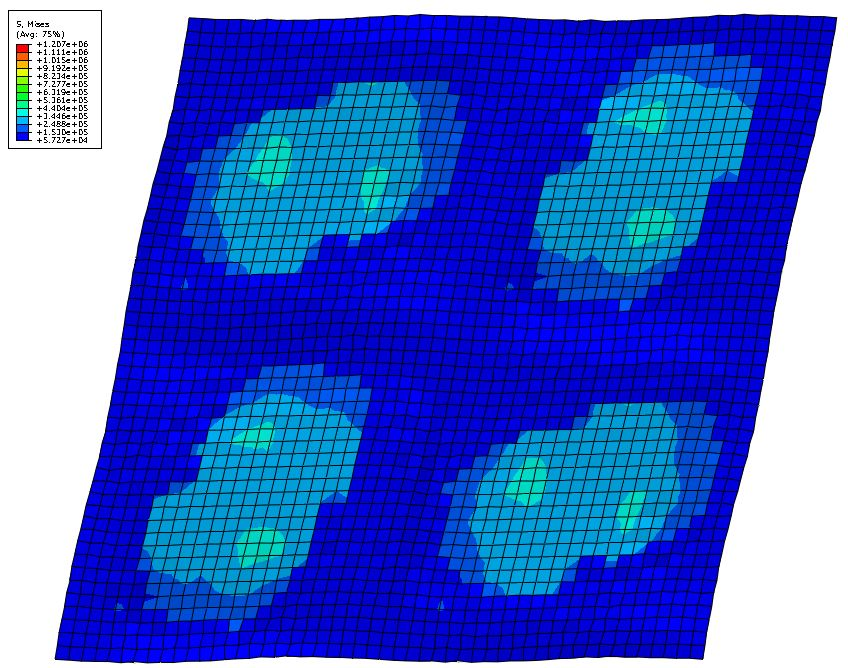 S, Mises
(Avg: 75%)
+1.207e+06
+1.111e+06
+1.015e+06
+9.192e+05
+8.234e+05
+7.277e+05
+6.319e+05
+5.361e+05
+4.404e+05
+3.446e+05
+2.488e+05
+1.530e+05
+5.727e+04